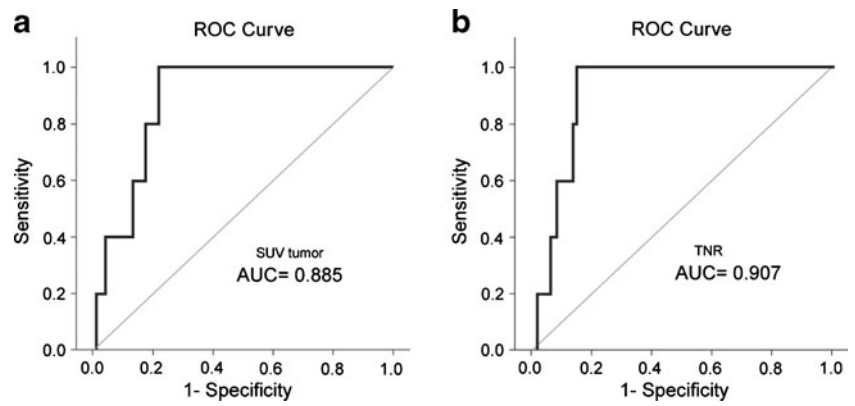 a
ROC Curve
1.0
0.8
0.6
0.4
0.2
0.0
Sensitivity
SUV tumor
AUC= 0.885
0.0 0.2 0.4 0.6 0.8 1.0
1- Specificity
b
ROC Curve
1.0
0.8
0.6
0.4
0.2
0.0
Sensitivity
TNR
AUC= 0.907
0.0 0.2 0.4 0.6 0.8 1.0
1- Specificity